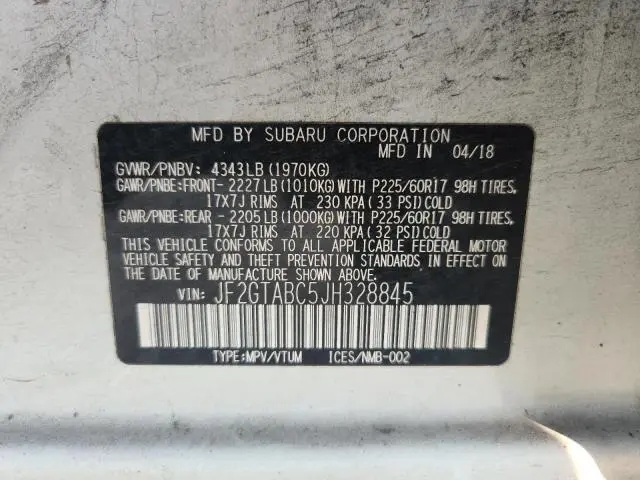 MFD BY SUBARU CORPORATION
MFD IN 04/18
GVWR/PNBV: 4343LB (1970KG)
GAWR/PNBE:FRONT- 2227LB(1010KG) WITH P225/60R17 98H TIRES,
17X7J RIMS AT 230 KPA ( 33 PSI) COLD
GAWR/PNBE:REAR - 2205LB(1000KG) WITH P225/60R17 98H TIRES,
17X7J RIMS AT 220 KPA ( 32 PSI) COLD
THIS VEHICLE CONFORMS TO ALL APPLICABLE FEDERAL MOTOR
VEHICLE SAFETY AND THEFT PREVENTION STANDARDS IN EFFECT ON
THE DATE OF MANUFACTURE SHOWN ABOVE.
VIN: JF2GTABC5JH328845
TYPE:MPV/VTUM ICES/NMB-002